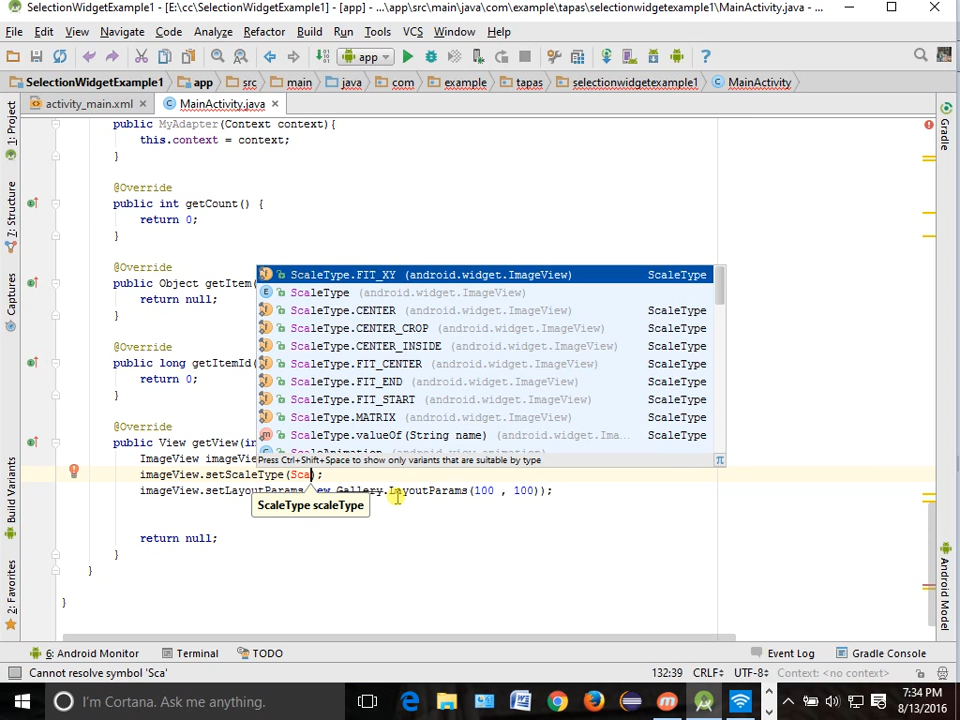 SelectionWidgetExample1 - [E:\cc\SelectionWidgetExample1] - [app] - ...\app\src\main\java\com\example\tapas\selectionwidgetexample1\MainActivity.java - ...
File Edit View Navigate Code Analyze Refactor Build Run Tools VCS Window Help
app
SelectionWidgetExample1 app src main java com example tapas selectionwidgetexample1 MainActivity
activity_main.xml MainActivity.java
public MyAdapter(Context context){
this.context = context;
}
@Override
public int getCount() {
return 0;
}
@Override
public Object getItem(
return null;
}
@Override
public long getItemId(
return 0;
}
@Override
public View getView(in
ImageView imageVie
imageView.setScaleType(Sca);
imageView.setLayoutParams(new Gallery.LayoutParams(100 , 100));
return null;
}
}
}
ScaleType.FIT_XY (android.widget.ImageView) ScaleType
ScaleType (android.widget.ImageView)
ScaleType.CENTER (android.widget.ImageView) ScaleType
ScaleType.CENTER_CROP (android.widget.ImageView) ScaleType
ScaleType.CENTER_INSIDE (android.widget.ImageView) ScaleType
ScaleType.FIT_CENTER (android.widget.ImageView) ScaleType
ScaleType.FIT_END (android.widget.ImageView) ScaleType
ScaleType.FIT_START (android.widget.ImageView) ScaleType
ScaleType.MATRIX (android.widget.ImageView) ScaleType
ScaleType.valueOf(String name) (android.widget.Ima... ScaleType
ScaleAnimation (android.view.animation)
Press Ctrl+Shift+Space to show only variants that are suitable by type π
ScaleType scaleType
1: Project
7: Structure
Captures
Build Variants
2: Favorites
Gradle
Android Model
6: Android Monitor Terminal TODO Event Log Gradle Console
Cannot resolve symbol 'Sca' 132:39 CRLF UTF-8 Context: <no context>
I'm Cortana. Ask me anything.
7:34 PM
8/13/2016